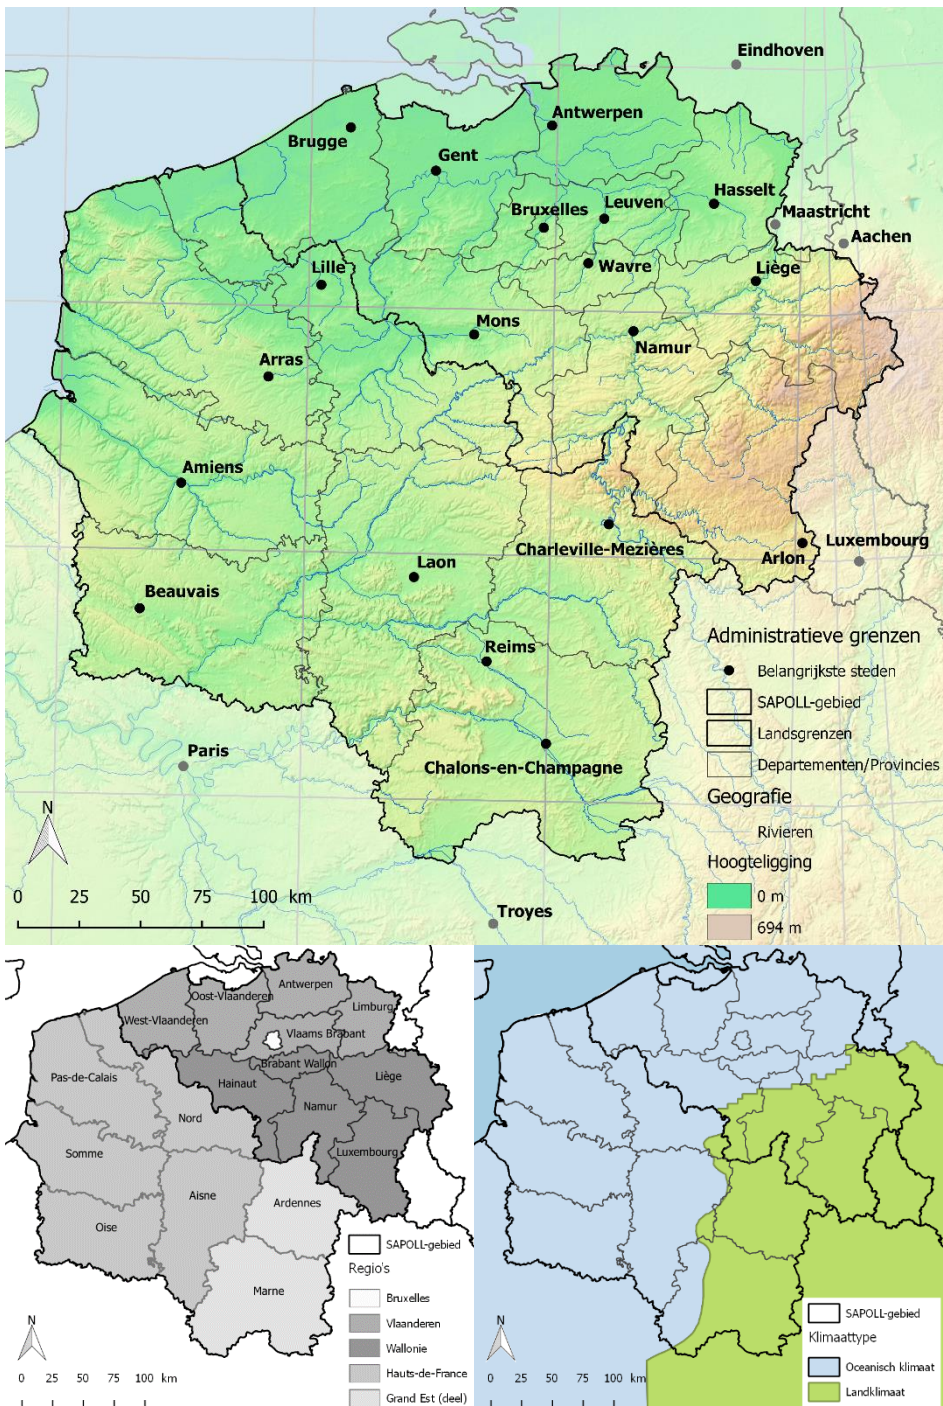 Eindhoven
Antwerpen
Brugge
Gent
Hasselt
Leuven
Bruxelles
Maastricht
Aachen
Wavre
Liège
Lille
Mons
Namur
Arras
Amiens
Charleville-Mezières
Luxembourg
Arlon
Laon
Beauvais
Reims
Paris
Chalons-en-Champagne
Troyes
Administratieve grenzen
Belangrijkste steden
SAPOLL-gebied
Landsgrenzen
Departementen/Provincies
Geografie
Rivieren
Hoogteligging
0 m
694 m
N
0 25 50 75 100 km
Antwerpen
Oost-Vlaanderen
Limburg
West-Vlaanderen
Vlaams Brabant
Brabant Wallon
Pas-de-Calais
Hainaut
Liège
Namur
Nord
Somme
Luxembourg
Aisne
Ardennes
Oise
Marne
SAPOLL-gebied
Regio's
Bruxelles
Vlaanderen
Wallonie
Hauts-de-France
Grand Est (deel)
N
0 25 50 75 100 km
SAPOLL-gebied
Klimaattype
Oceanisch klimaat
Landklimaat
N
0 25 50 75 100 km